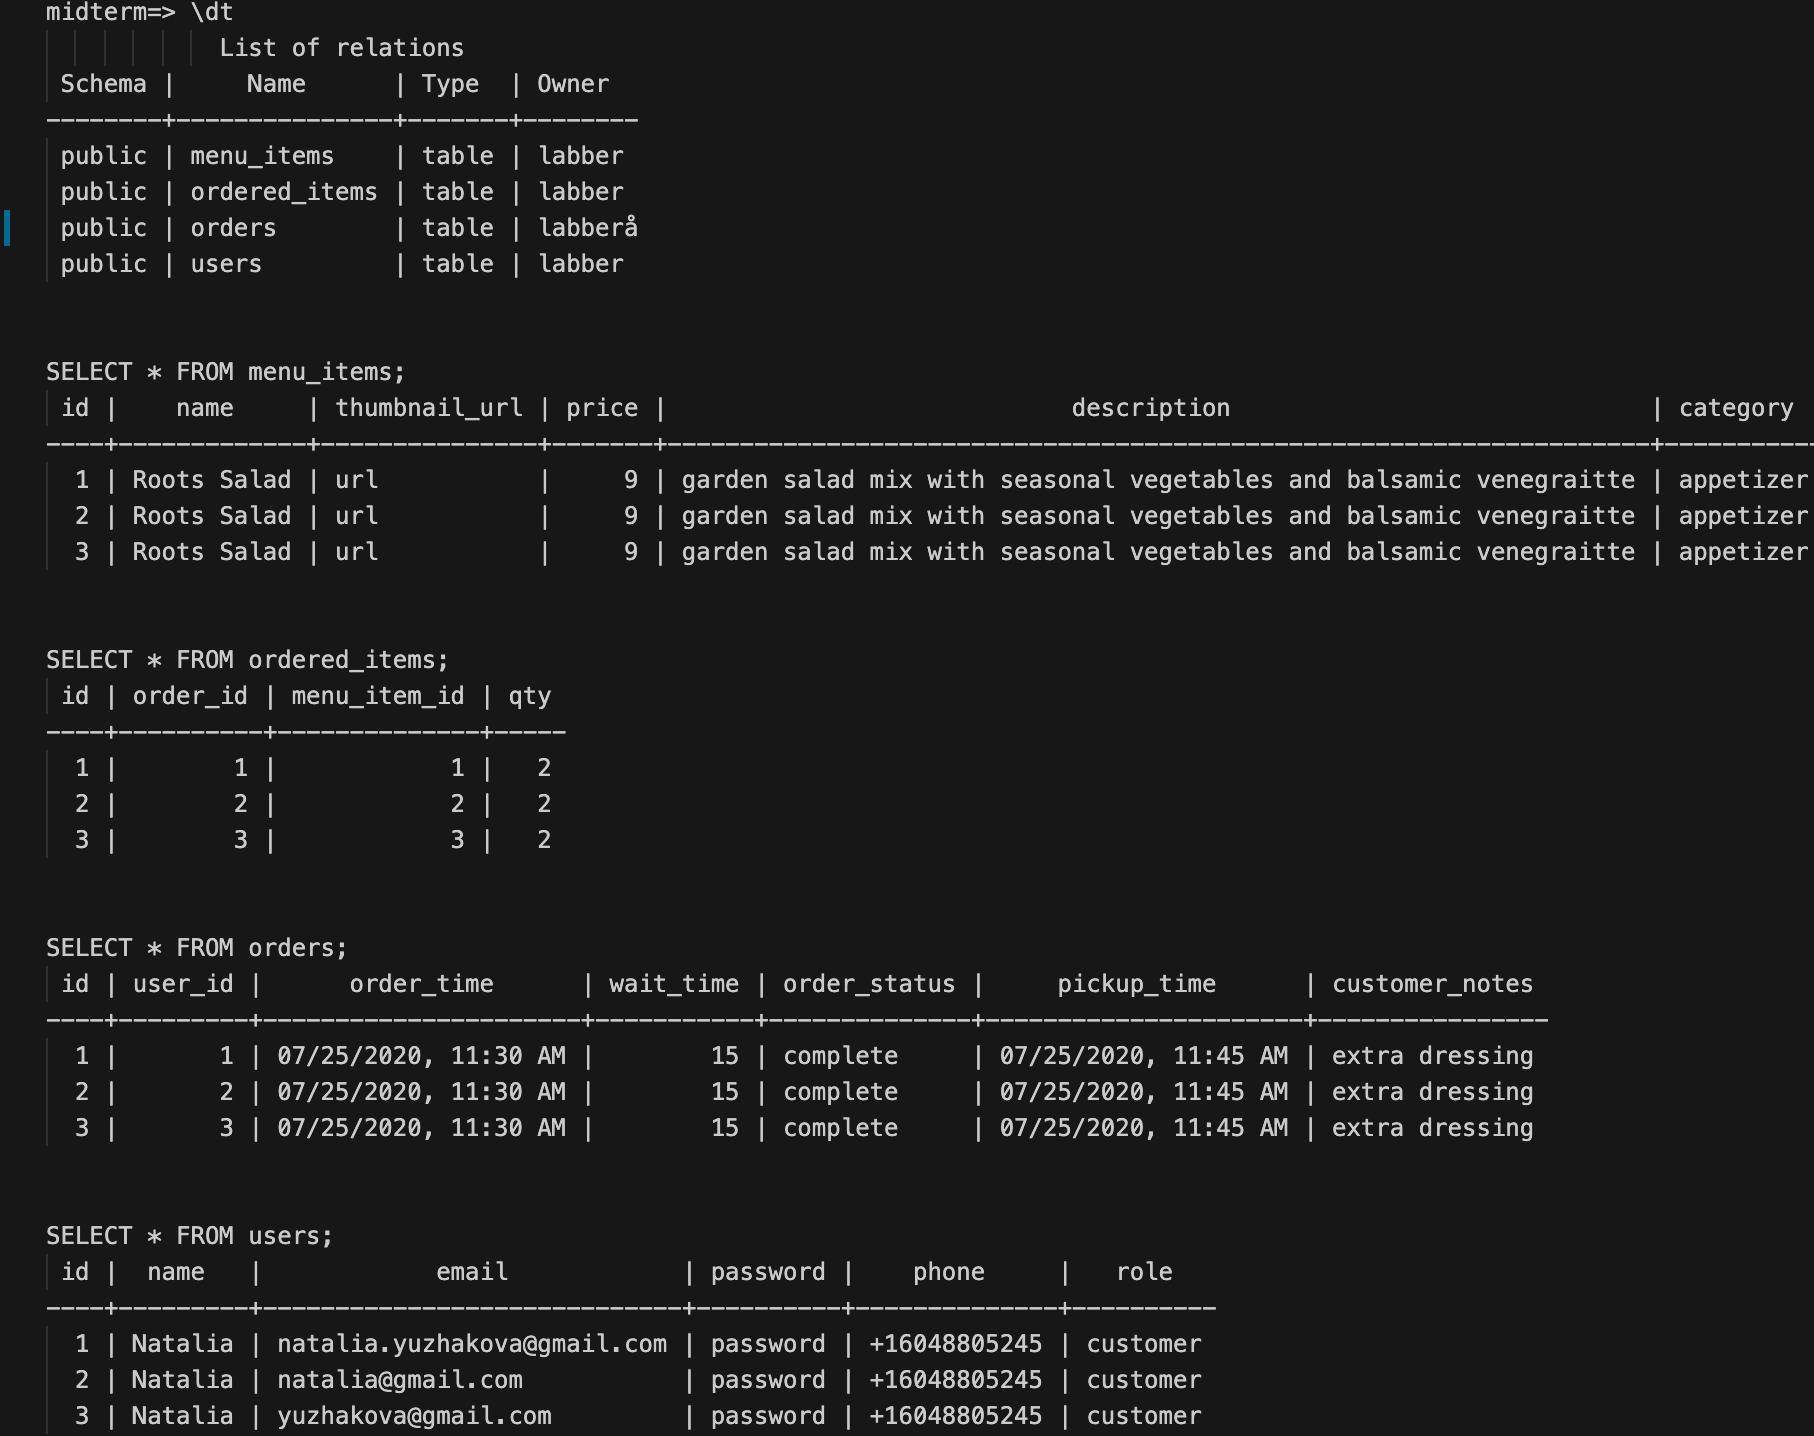 midterm=> \dt
List of relations
Schema |     Name      | Type  | Owner
--------+---------------+-------+--------
public | menu_items    | table | labber
public | ordered_items | table | labber
public | orders        | table | labberå
public | users         | table | labber
SELECT * FROM menu_items;
id |    name     | thumbnail_url | price |                            description                             | category
----+-------------+---------------+-------+--------------------------------------------------------------------+----------
1 | Roots Salad | url           |     9 | garden salad mix with seasonal vegetables and balsamic venegraitte | appetizer
2 | Roots Salad | url           |     9 | garden salad mix with seasonal vegetables and balsamic venegraitte | appetizer
3 | Roots Salad | url           |     9 | garden salad mix with seasonal vegetables and balsamic venegraitte | appetizer
SELECT * FROM ordered_items;
id | order_id | menu_item_id | qty
----+----------+--------------+-----
1 |        1 |            1 |   2
2 |        2 |            2 |   2
3 |        3 |            3 |   2
SELECT * FROM orders;
id | user_id |      order_time      | wait_time | order_status |     pickup_time      | customer_notes
----+---------+----------------------+-----------+--------------+----------------------+----------------
1 |       1 | 07/25/2020, 11:30 AM |        15 | complete     | 07/25/2020, 11:45 AM | extra dressing
2 |       2 | 07/25/2020, 11:30 AM |        15 | complete     | 07/25/2020, 11:45 AM | extra dressing
3 |       3 | 07/25/2020, 11:30 AM |        15 | complete     | 07/25/2020, 11:45 AM | extra dressing
SELECT * FROM users;
id |  name   |            email            | password |    phone     |   role
----+---------+-----------------------------+----------+--------------+----------
1 | Natalia | natalia.yuzhakova@gmail.com | password | +16048805245 | customer
2 | Natalia | natalia@gmail.com           | password | +16048805245 | customer
3 | Natalia | yuzhakova@gmail.com         | password | +16048805245 | customer